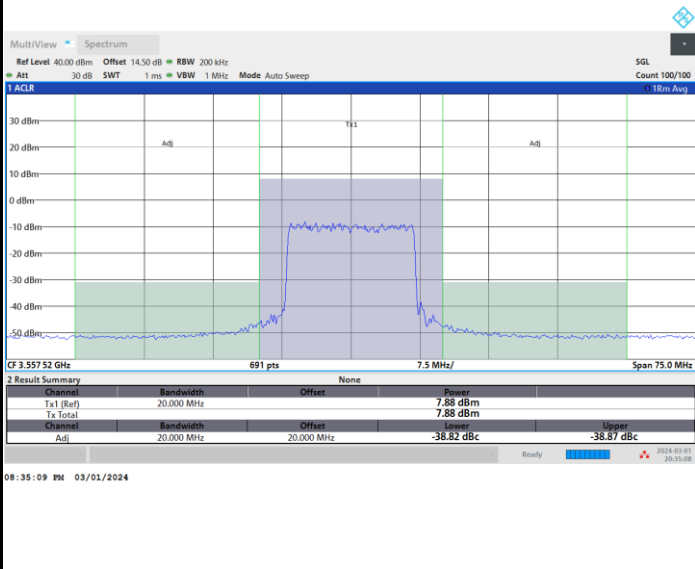 MultiView Spectrum
Ref Level 40.00 dBm Offset 14.50 dB RBW 200 kHz SGL
Att 30 dB SWT 1 ms VBW 1 MHz Mode Auto Sweep Count 100/100
1 ACLR 1Rm Avg
30 dBm
Tx1
20 dBm
Adj Adj
10 dBm
0 dBm
-10 dBm
-20 dBm
-30 dBm
-40 dBm
-50 dBm
CF 3.557 52 GHz 691 pts 7.5 MHz/ Span 75.0 MHz
2 Result Summary None
Channel Bandwidth Offset Power
Tx1 (Ref) 20.000 MHz 7.88 dBm
Tx Total 7.88 dBm
Channel Bandwidth Offset Lower Upper
Adj 20.000 MHz 20.000 MHz -38.82 dBc -38.87 dBc
Ready 2024-03-01
20:35:08
08:35:09 PM 03/01/2024